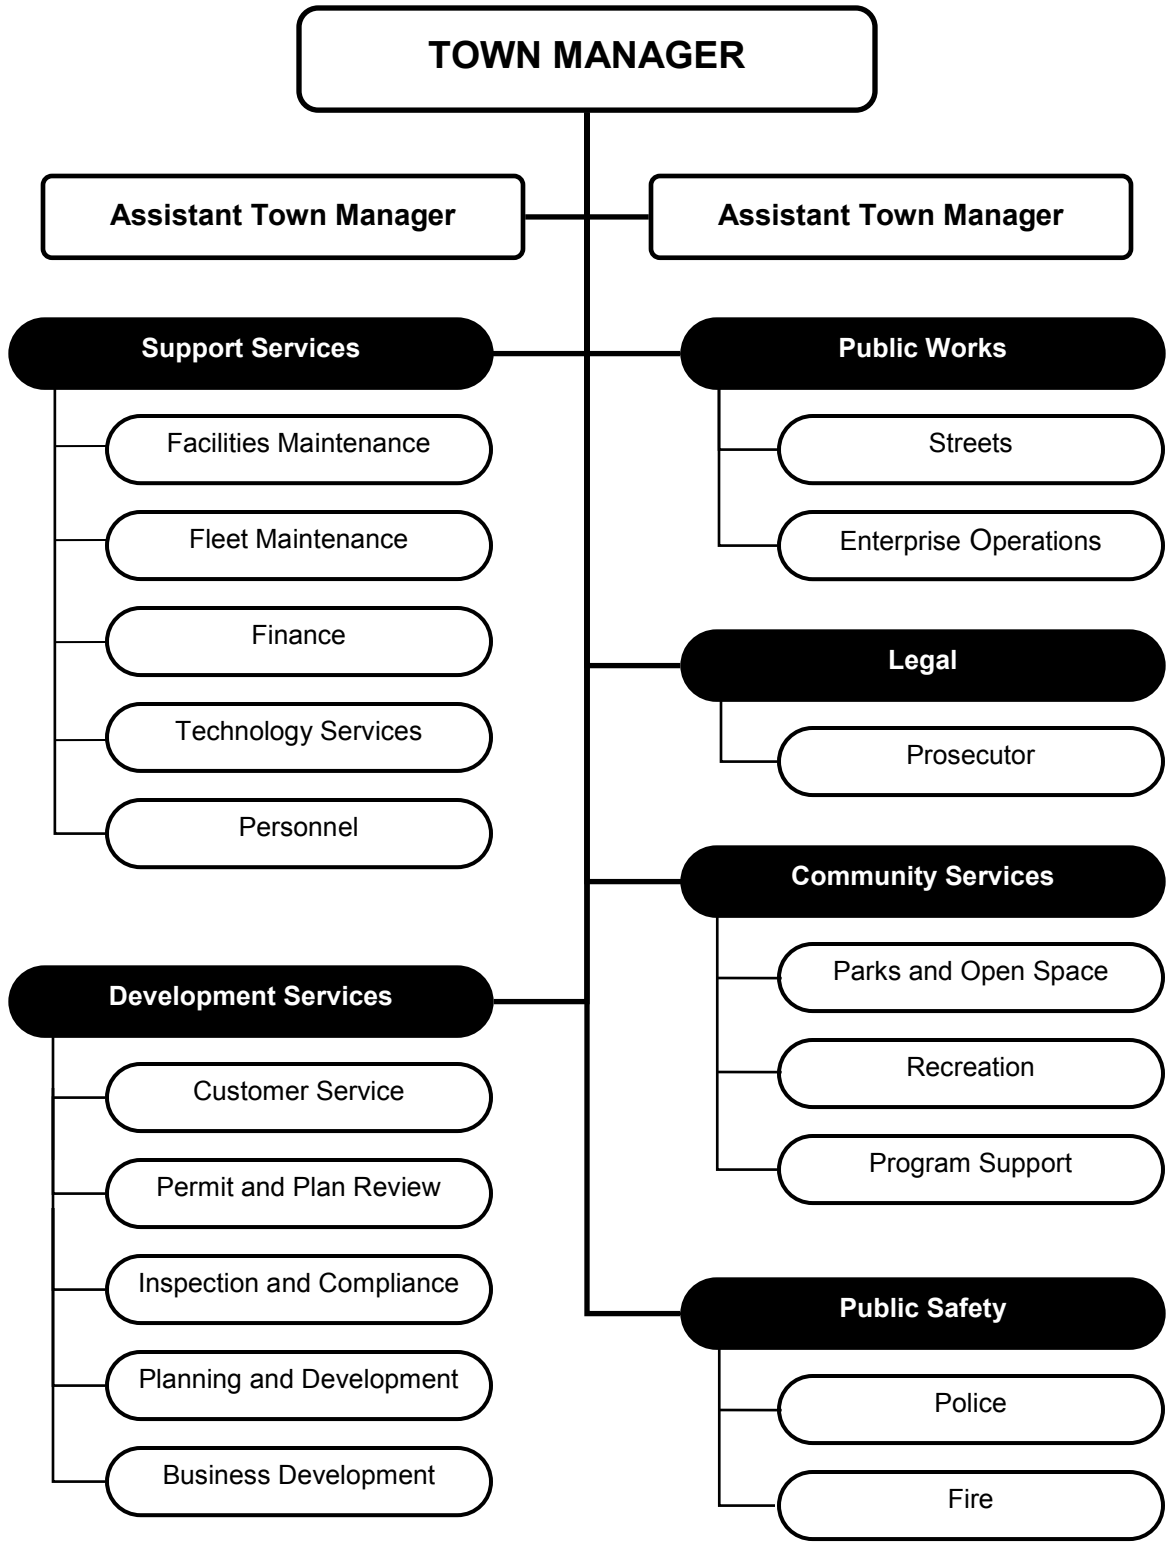 TOWN MANAGER
Assistant Town Manager
Assistant Town Manager
Support Services
Facilities Maintenance
Fleet Maintenance
Finance
Technology Services
Personnel
Development Services
Customer Service
Permit and Plan Review
Inspection and Compliance
Planning and Development
Business Development
Public Works
Streets
Enterprise Operations
Legal
Prosecutor
Community Services
Parks and Open Space
Recreation
Program Support
Public Safety
Police
Fire